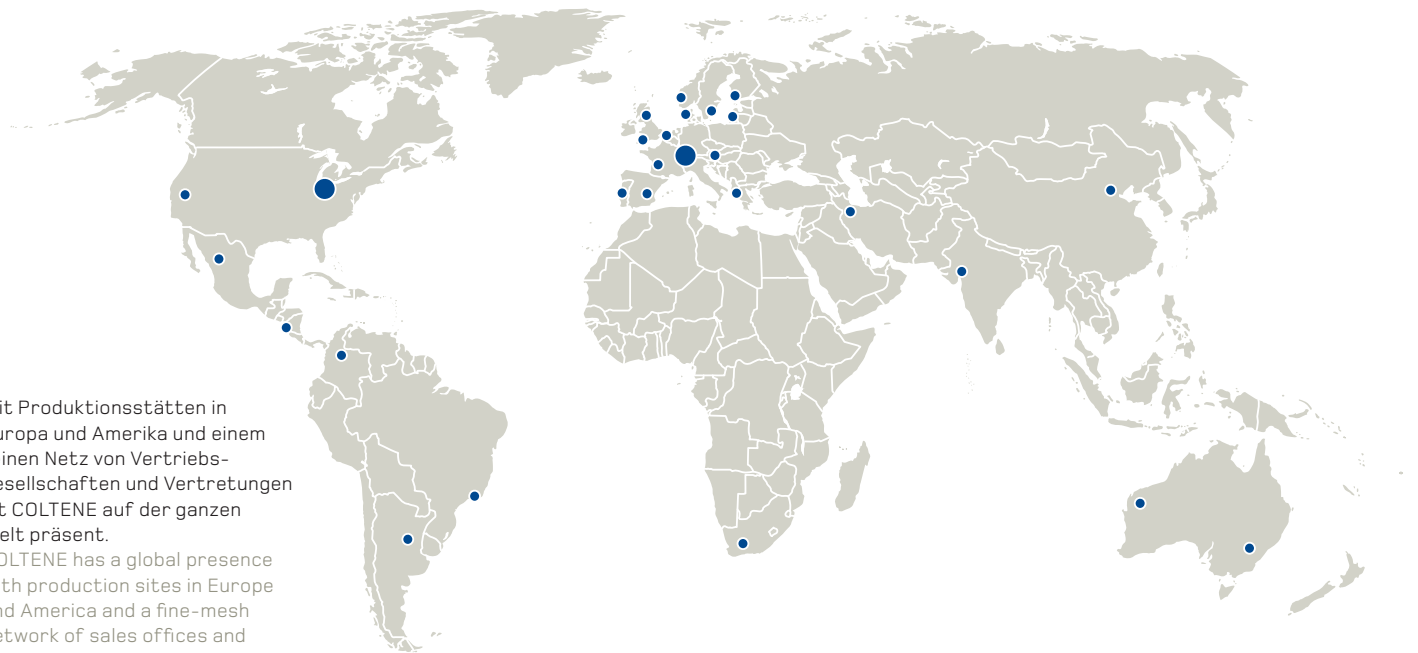 it Produktionsstätten in
uropa und Amerika und einem
einen Netz von Vertriebs-
esellschaften und Vertretungen
t COLTENE auf der ganzen
elt präsent.
OLTENE has a global presence
th production sites in Europe
nd America and a fine-mesh
etwork of sales offices and